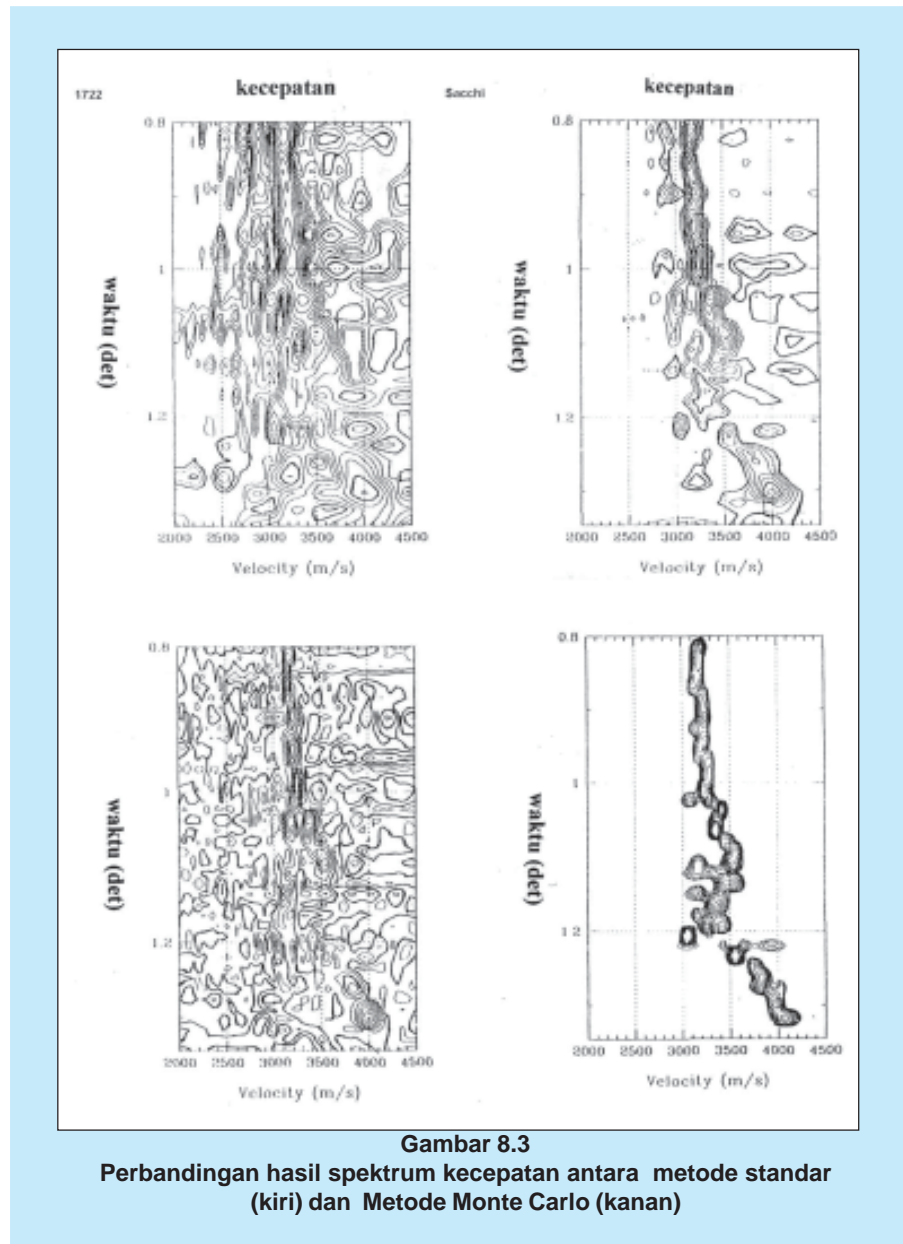 1722 kecepatan Sacchi kecepatan
0.8 0.8
waktu (det) waktu (det)
1 1
1.2 1.2
2000 2500 3000 3500 4000 4500 2000 2500 3000 3500 4000 4500
Velocity (m/s) Velocity (m/s)
0.8 0.8
waktu (det) waktu (det)
1 1
1.2 1.2
2000 2500 3000 3500 4000 4500 2000 2500 3000 3500 4000 4500
Velocity (m/s) Velocity (m/s)
Gambar 8.3
Perbandingan hasil spektrum kecepatan antara metode standar
(kiri) dan Metode Monte Carlo (kanan)